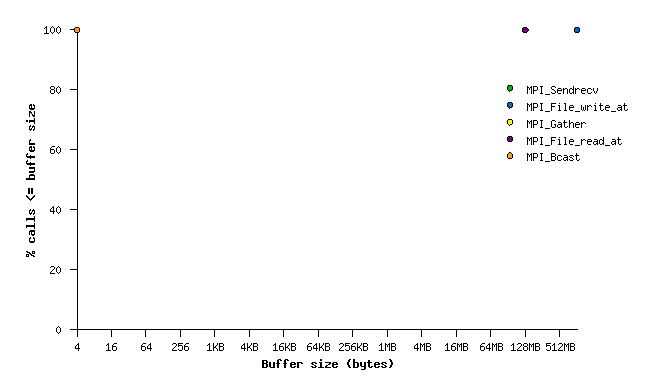 100
80
60
40
20
0
% calls <= buffer size
MPI_Sendrecv
MPI_File_write_at
MPI_Gather
MPI_File_read_at
MPI_Bcast
4 16 64 256 1KB 4KB 16KB 64KB 256KB 1MB 4MB 16MB 64MB 128MB 512MB
Buffer size (bytes)